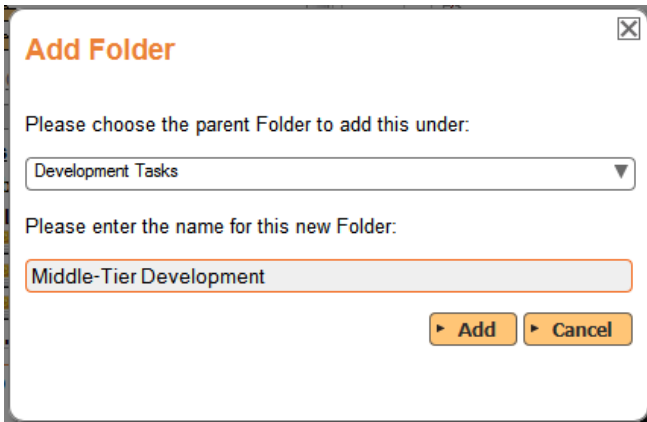 Add Folder
Please choose the parent Folder to add this under:
Development Tasks
Please enter the name for this new Folder:
Middle-Tier Development
Add Cancel